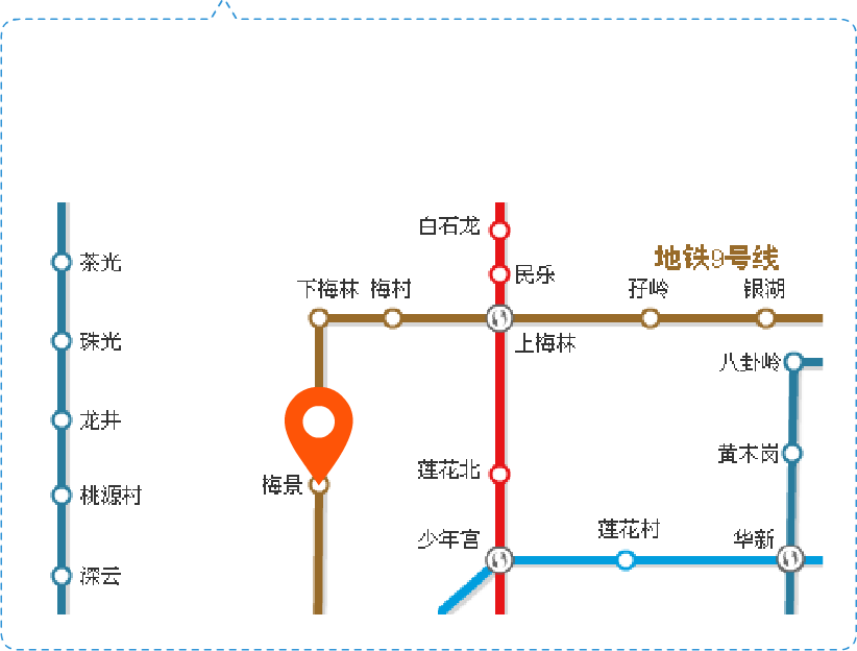 白石龙
地铁9号线
茶光
民乐
下梅林
梅村
孖岭
银湖
珠光
上梅林
八卦岭
龙井
黄木岗
莲花北
梅景
桃源村
莲花村
少年宫
华新
深云